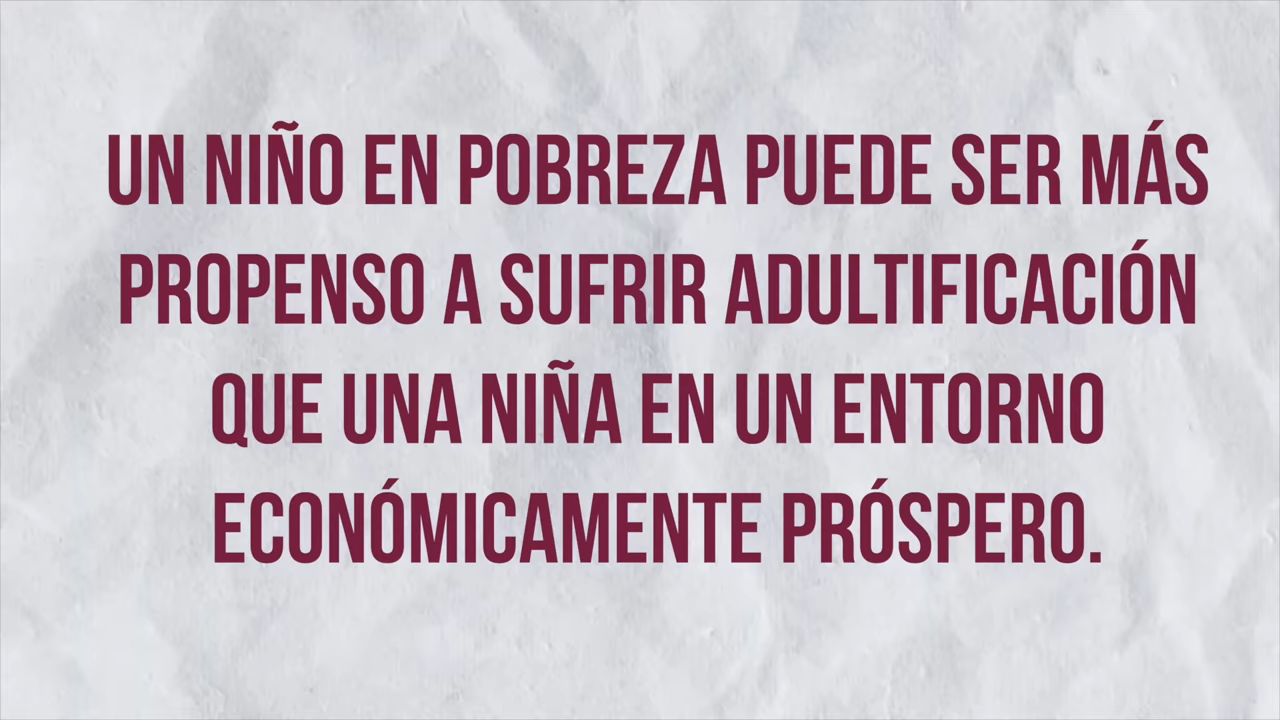 UN NIÑO EN POBREZA PUEDE SER MÁS
PROPENSO A SUFRIR ADULTIFICACIÓN
QUE UNA NIÑA EN UN ENTORNO
ECONÓMICAMENTE PRÓSPERO.